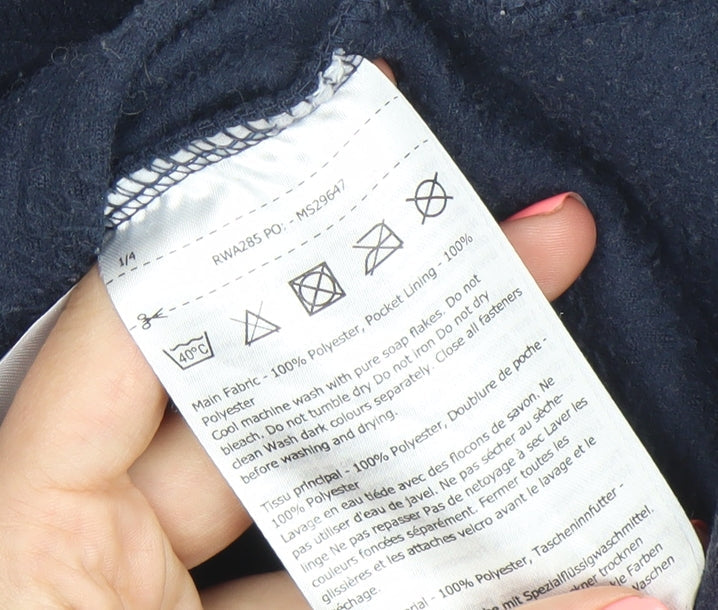 1/4
RWA285 PO: - MS29647
40°C
Main Fabric - 100% Polyester, Pocket Lining - 100%
Polyester
Cool machine wash with pure soap flakes. Do not
bleach. Do not tumble dry Do not iron Do not dry
clean Wash dark colours separately. Close all fasteners
before washing and drying.
Tissu principal - 100% Polyester, Doublure de poche -
100% Polyester
Lavage en eau tiède avec des flocons de savon. Ne
pas utiliser d'eau de javel. Ne pas sécher au sèche-
linge Ne pas repasser Pas de nettoyage à sec Laver les
couleurs foncées séparément. Fermer toutes les
glissières et les attaches velcro avant le lavage et le
séchage.
- 100% Polyester, Tascheninnfutter -
mit Spezialflüssigwaschmittel.
trocknen
Farben
Waschen